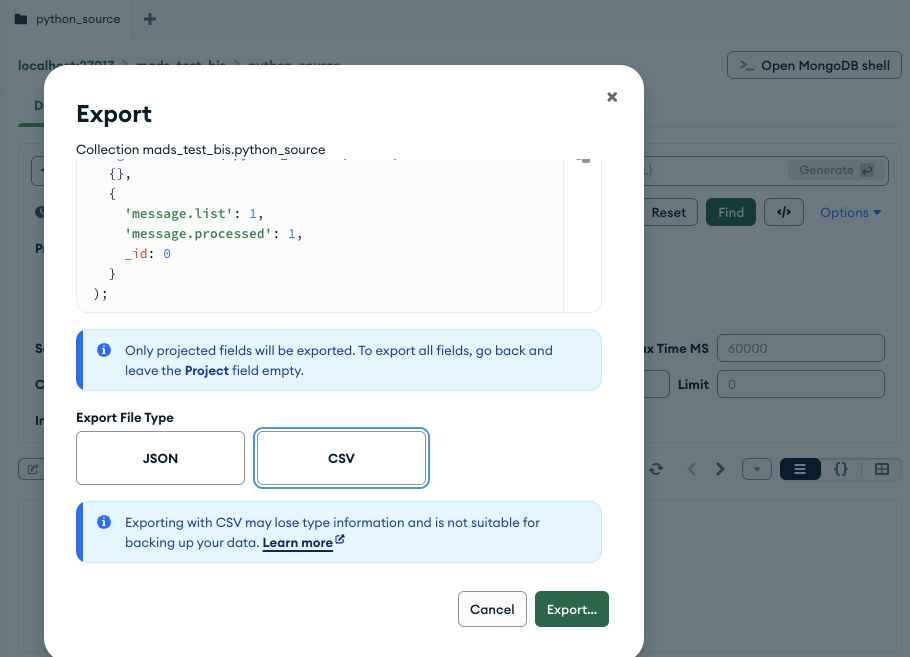 python_source
localhost:27017 > mads_test_bis > python_source
Open MongoDB shell
Export
Collection mads_test_bis.python_source
{},
{
'message.list': 1,
'message.processed': 1,
_id: 0
}
);
Generate
Reset
Find
</>
Options
Only projected fields will be exported. To export all fields, go back and
leave the Project field empty.
Time MS
60000
Limit
0
Export File Type
JSON
CSV
{}
Exporting with CSV may lose type information and is not suitable for
backing up your data. Learn more
Cancel
Export...